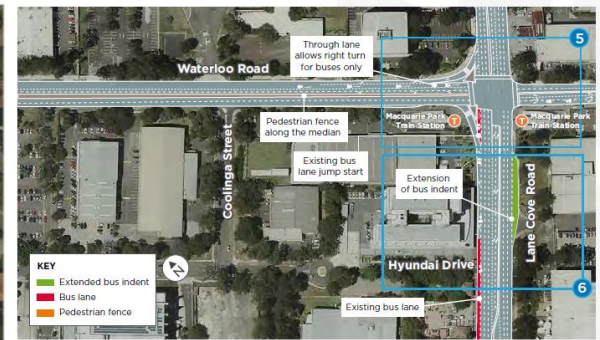 5
Through lane
allows right turn
for buses only
Waterloo Road
Macquarie Park
Train Station
T
T
Macquarie Park
Train Station
Pedestrian fence
along the median
Existing bus
lane jump start
Coolinga Street
Extension
of bus indent
Lane Cove Road
Hyundai Drive
6
Existing bus lane
KEY
Extended bus indent
Bus lane
Pedestrian fence
N